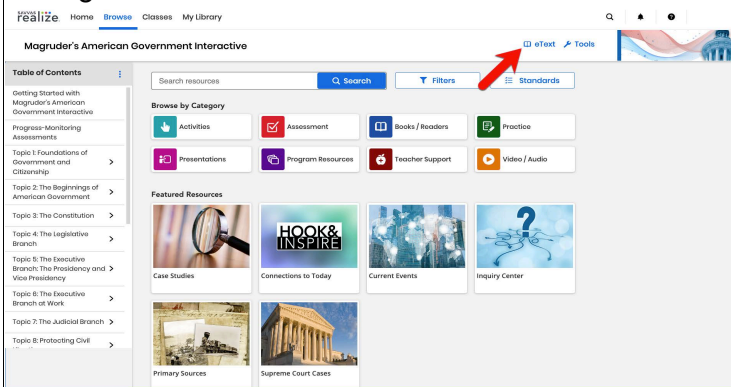 SAVVAS
realize. Home Browse Classes My Library
Magruder's American Government Interactive
eText Tools
Table of Contents
Getting Started with
Magruder's American
Government Interactive
Progress-Monitoring
Assessments
Topic 1: Foundations of
Government and
Citizenship
Topic 2: The Beginnings of
American Government
Topic 3: The Constitution
Topic 4: The Legislative
Branch
Topic 5: The Executive
Branch: The Presidency and
Vice Presidency
Topic 6: The Executive
Branch at Work
Topic 7: The Judicial Branch
Topic 8: Protecting Civil
Search resources
Search
Filters
Standards
Browse by Category
Activities
Assessment
Books / Readers
Practice
Presentations
Program Resources
Teacher Support
Video / Audio
Featured Resources
HOOK&
INSPIRE
Case Studies
Connections to Today
Current Events
Inquiry Center
Primary Sources
Supreme Court Cases